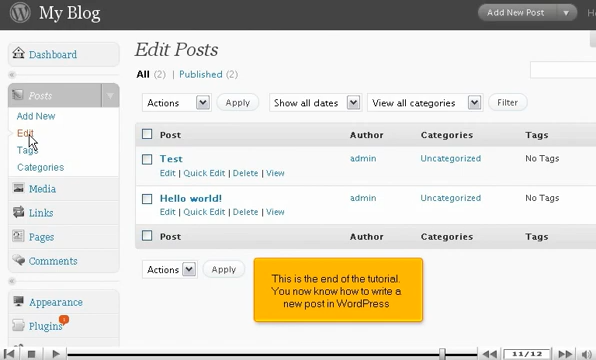 My Blog
Add New Post
Dashboard
Posts
Add New
Edit
Tags
Categories
Media
Links
Pages
Comments
Appearance
Plugins
Edit Posts
All (2) | Published (2)
Actions Apply Show all dates View all categories Filter
Post Author Categories Tags
Test admin Uncategorized No Tags
Edit | Quick Edit | Delete | View
Hello world! admin Uncategorized No Tags
Edit | Quick Edit | Delete | View
Post Author Categories Tags
Actions Apply
This is the end of the tutorial.
You now know how to write a
new post in WordPress
11/12